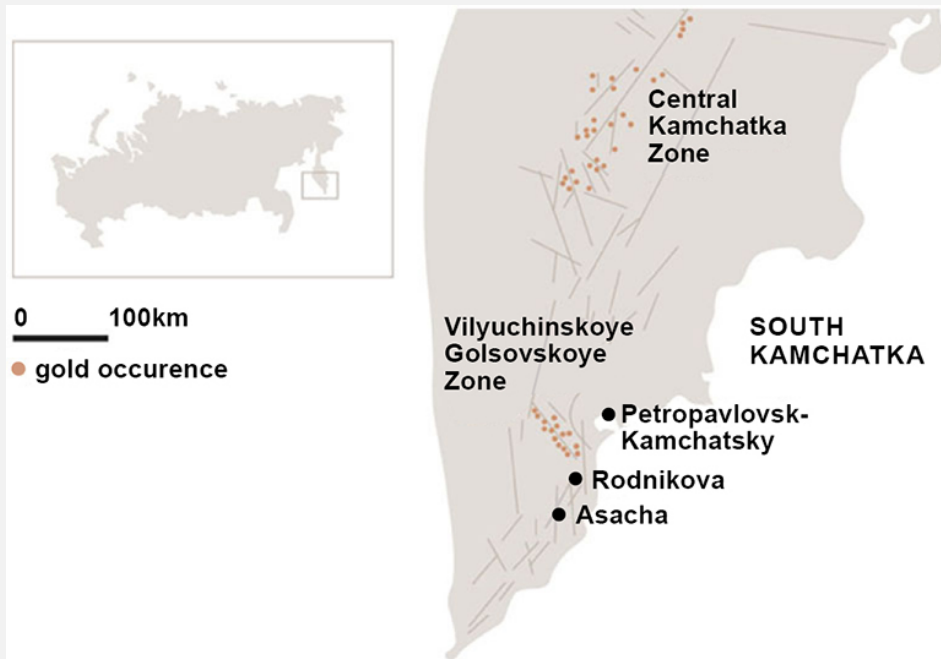 Central
Kamchatka
Zone
0 100km
gold occurence
Vilyuchinskoye
Golsovskoye
Zone
SOUTH
KAMCHATKA
Petropavlovsk-
Kamchatsky
Rodnikova
Asacha